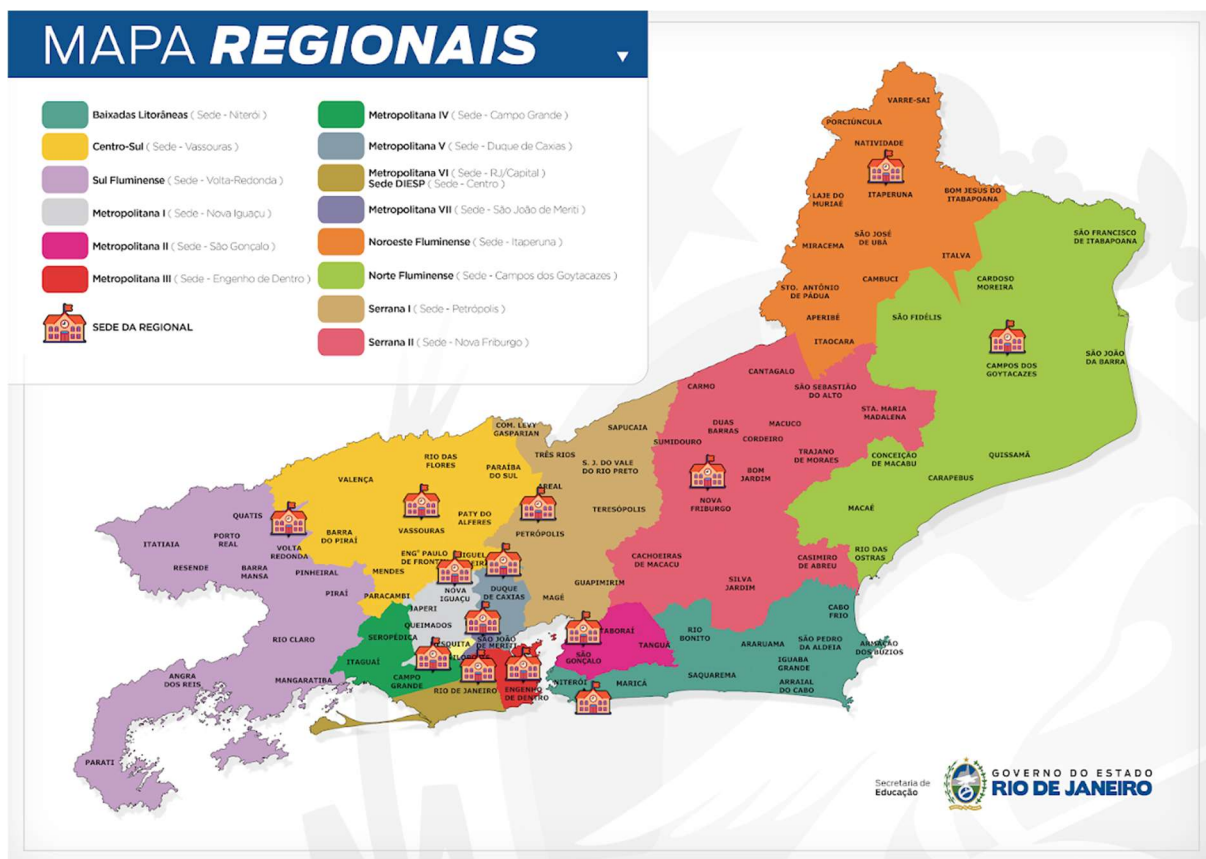 MAPA REGIONAIS
Baixadas Litorâneas ( Sede - Niterói )
Centro-Sul ( Sede - Vassouras )
Sul Fluminense ( Sede - Volta-Redonda )
Metropolitana I ( Sede - Nova Iguaçu )
Metropolitana II ( Sede - São Gonçalo )
Metropolitana III ( Sede - Engenho de Dentro )
SEDE DA REGIONAL
Metropolitana IV ( Sede - Campo Grande )
Metropolitana V ( Sede - Duque de Caxias )
Metropolitana VI ( Sede - RJ/Capital )
Sede DIESP ( Sede - Centro )
Metropolitana VII ( Sede - São João de Meriti )
Noroeste Fluminense ( Sede - Itaperuna )
Norte Fluminense ( Sede - Campos dos Goytacazes )
Serrana I ( Sede - Petrópolis )
Serrana II ( Sede - Nova Friburgo )
VARRE-SAI
PORCIÚNCULA
NATIVIDADE
ITAPERUNA
LAJE DO
MURIAÉ
BOM JESUS DO
ITABAPOANA
SÃO JOSÉ
DE UBÁ
MIRACEMA
ITALVA
CAMBUCI
STO. ANTÔNIO
DE PÁDUA
APERIBÉ
ITAOCARA
SÃO FRANCISCO
DE ITABAPOANA
CARDOSO
MOREIRA
SÃO FIDÉLIS
CAMPOS DOS
GOYTACAZES
SÃO JOÃO
DA BARRA
CONCEIÇÃO
DE MACABU
QUISSAMÃ
CARAPEBUS
MACAÉ
RIO DAS
OSTRAS
CANTAGALO
CARMO
SÃO SEBASTIÃO
DO ALTO
STA. MARIA
MADALENA
DUAS
BARRAS
MACUCO
CORDEIRO
SUMIDOURO
TRAJANO
DE MORAES
BOM
JARDIM
NOVA
FRIBURGO
CACHOEIRAS
DE MACACU
SILVA
JARDIM
CASIMIRO
DE ABREU
COM. LEVY
GASPARIAN
SAPUCAIA
TRÊS RIOS
S. J. DO VALE
DO RIO PRETO
AREAL
TERESÓPOLIS
PETRÓPOLIS
GUAPIMIRIM
MAGÉ
RIO DAS
FLORES
VALENÇA
PARAÍBA
DO SUL
VASSOURAS
PATY DO
ALFERES
BARRA
DO PIRAÍ
ENGº PAULO
DE FRONTE
MIGUEL
MENDES
PARACAMBI
QUATIS
PORTO
REAL
ITATIAIA
VOLTA
REDONDA
RESENDE
BARRA
MANSA
PINHEIRAL
PIRAÍ
RIO CLARO
ANGRA
DOS REIS
MANGARATIBA
PARATI
NOVA
IGUAÇU
JAPERI
QUEIMADOS
DUQUE
DE CAXIAS
SÃO JOÃO
DE MERITI
SEROPÉDICA
ITAGUAÍ
CAMPO
GRANDE
RIO DE JANEIRO
ENGENHO
DE DENTRO
SÃO
GONÇALO
ITABORAÍ
TANGUÁ
NITERÓI
MARICÁ
RIO
BONITO
SAQUAREMA
ARARUAMA
SÃO PEDRO
DA ALDEIA
IGUABA
GRANDE
ARRAIAL
DO CABO
CABO
FRIO
ARMAÇÃO
DOS BÚZIOS
Secretaria de
Educação
GOVERNO DO ESTADO
RIO DE JANEIRO